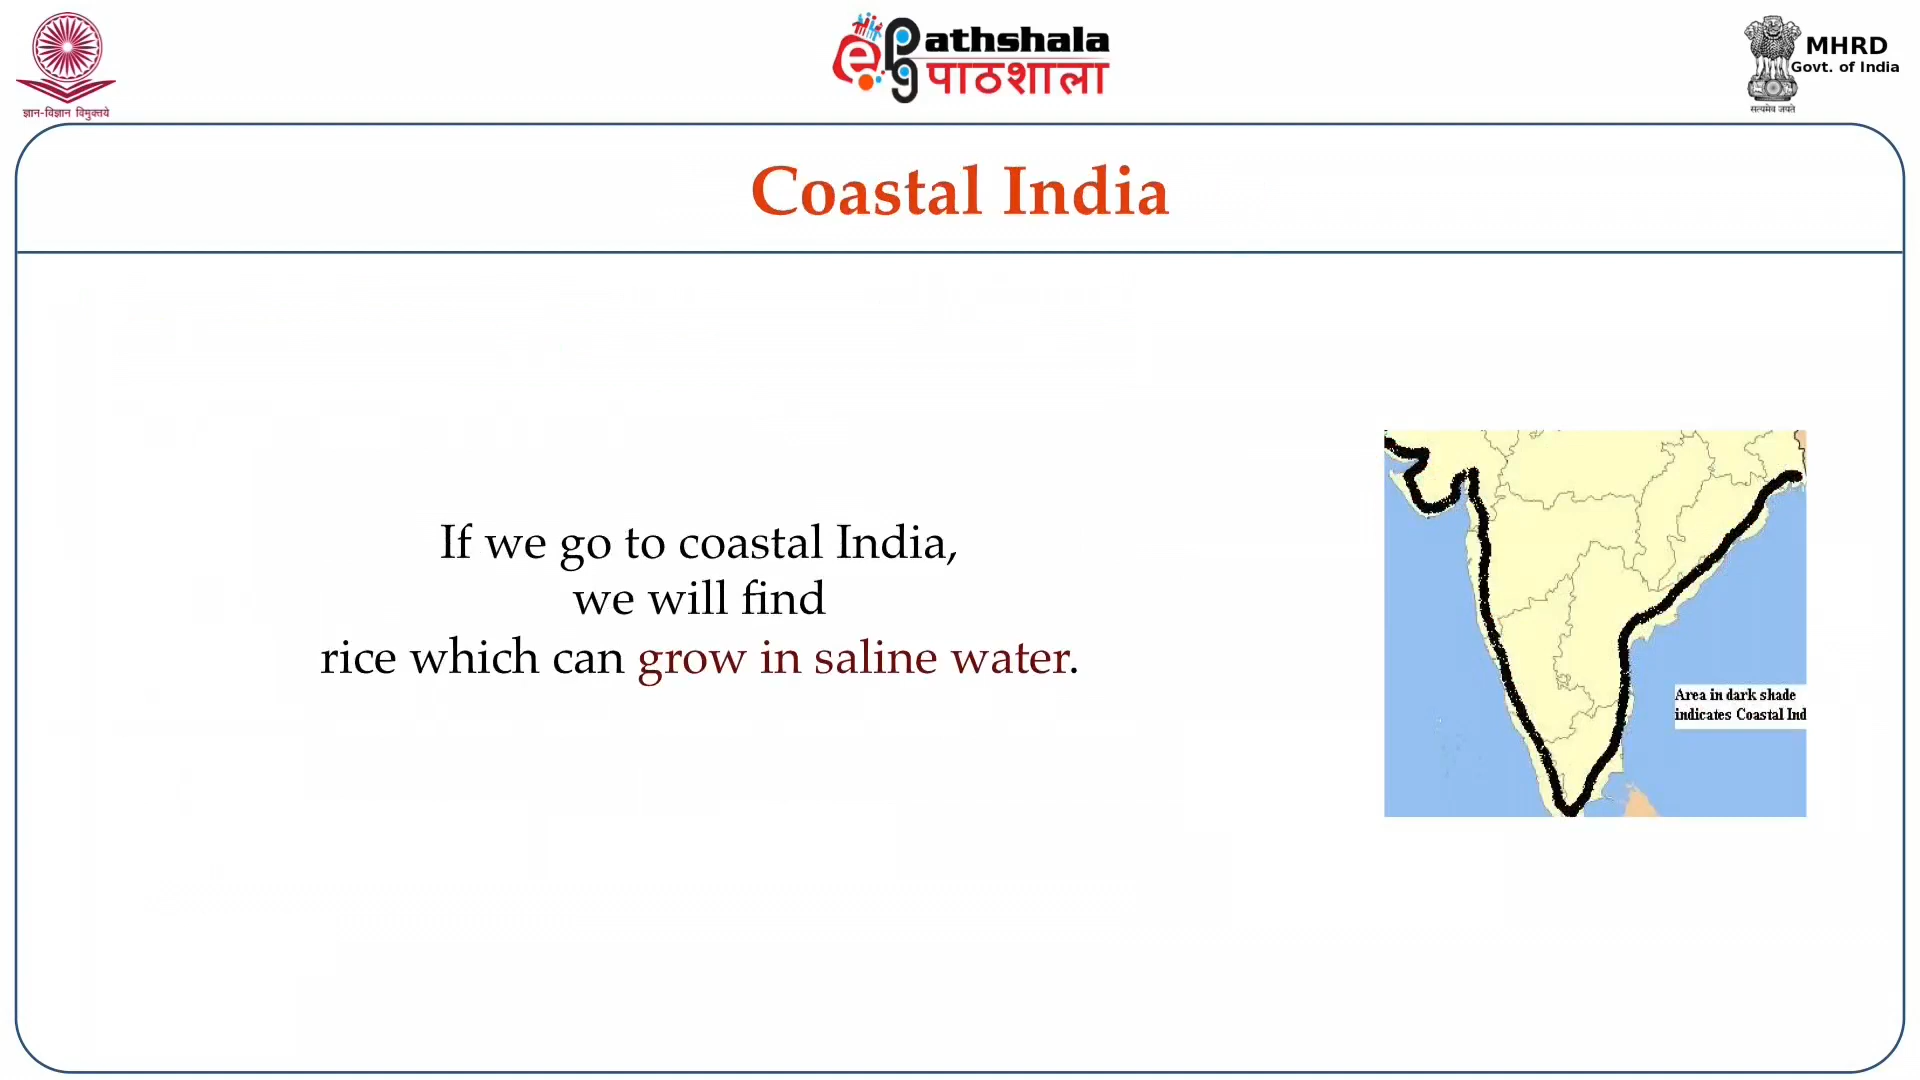 ज्ञान-विज्ञान विमुक्तये
e PG athshala
पाठशाला
MHRD
Govt. of India
सत्यमेव जयते
Coastal India
If we go to coastal India,
we will find
rice which can grow in saline water.
Area in dark shade
indicates Coastal Ind